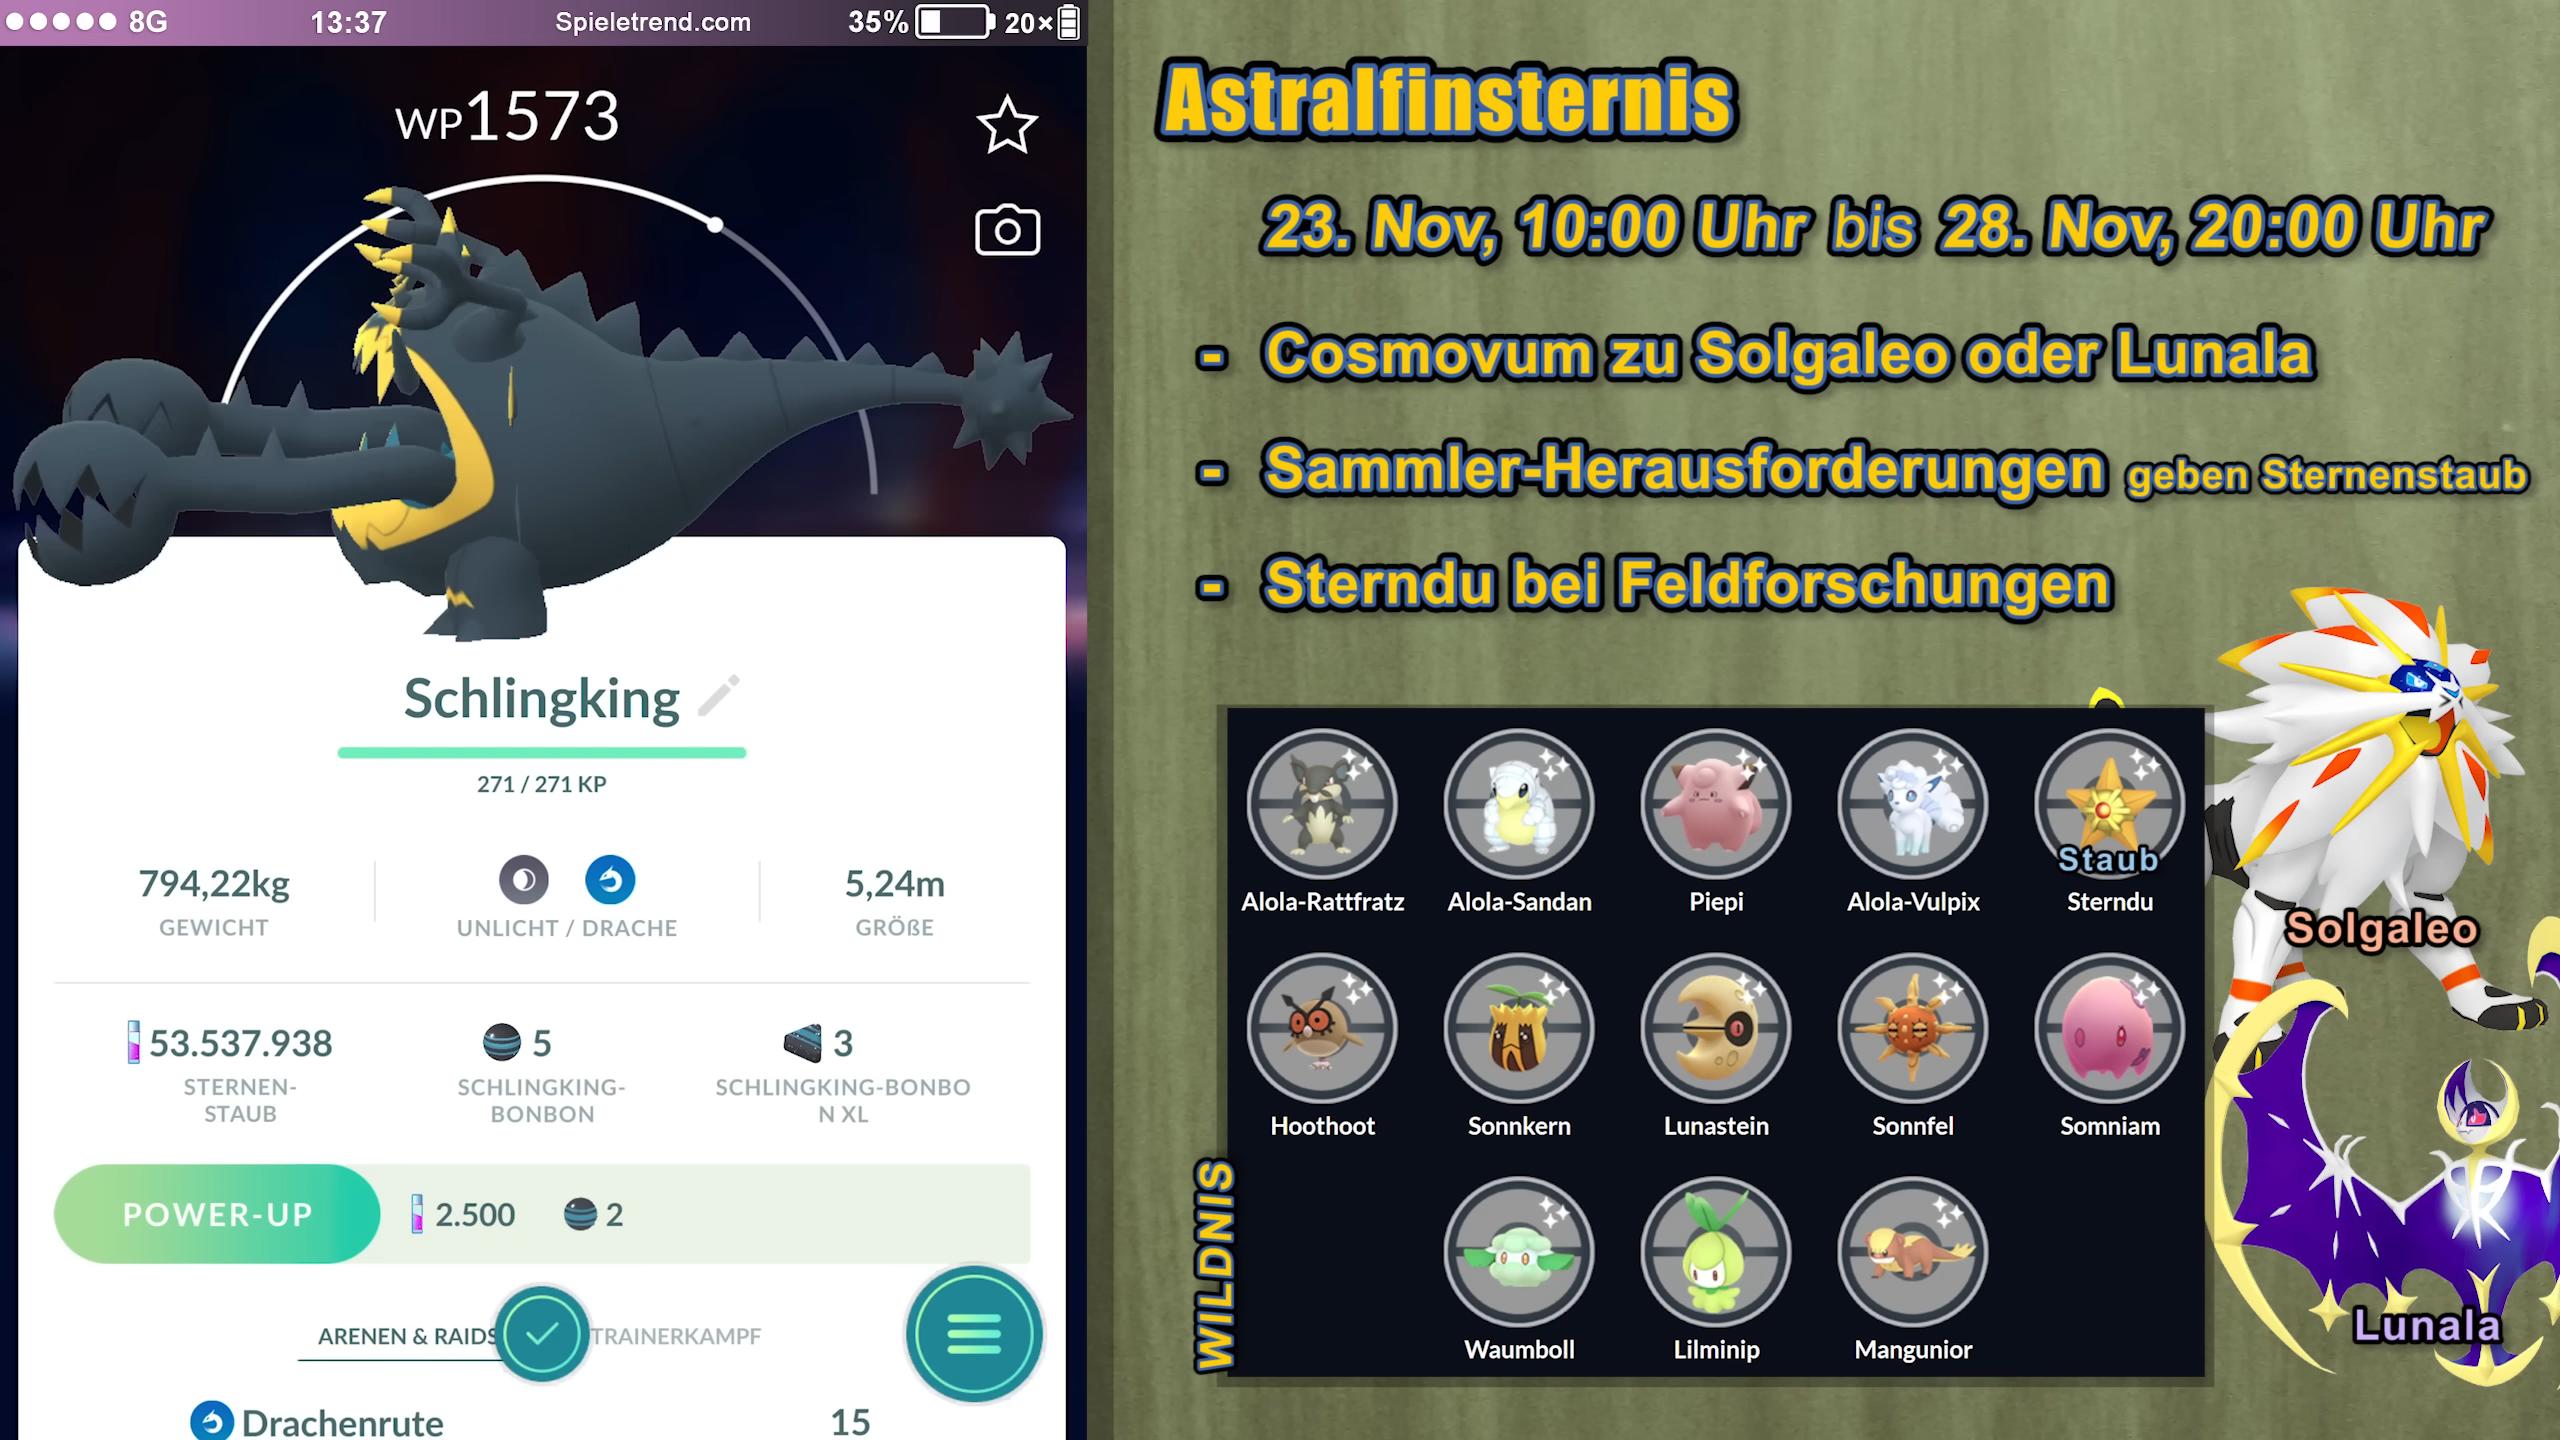 8G 13:37 Spieletrend.com 35% 20×
WP1573
Schlingking
271 / 271 KP
794,22kg
GEWICHT
UNLICHT / DRACHE
5,24m
GRÖßE
53.537.938
STERNEN-
STAUB
5
SCHLINGKING-
BONBON
3
SCHLINGKING-BONBO
N XL
POWER-UP 2.500 2
ARENEN & RAIDS TRAINERKAMPF
Drachenrute 15
Astralfinsternis
23. Nov, 10:00 Uhr bis 28. Nov, 20:00 Uhr
- Cosmovum zu Solgaleo oder Lunala
- Sammler-Herausforderungen geben Sternenstaub
- Sterndu bei Feldforschungen
Staub
Alola-Rattfratz Alola-Sandan Piepi Alola-Vulpix Sterndu
Hoothoot Sonnkern Lunastein Sonnfel Somniam
Waumboll Lilminip Mangunior
WILDNIS
Solgaleo
Lunala